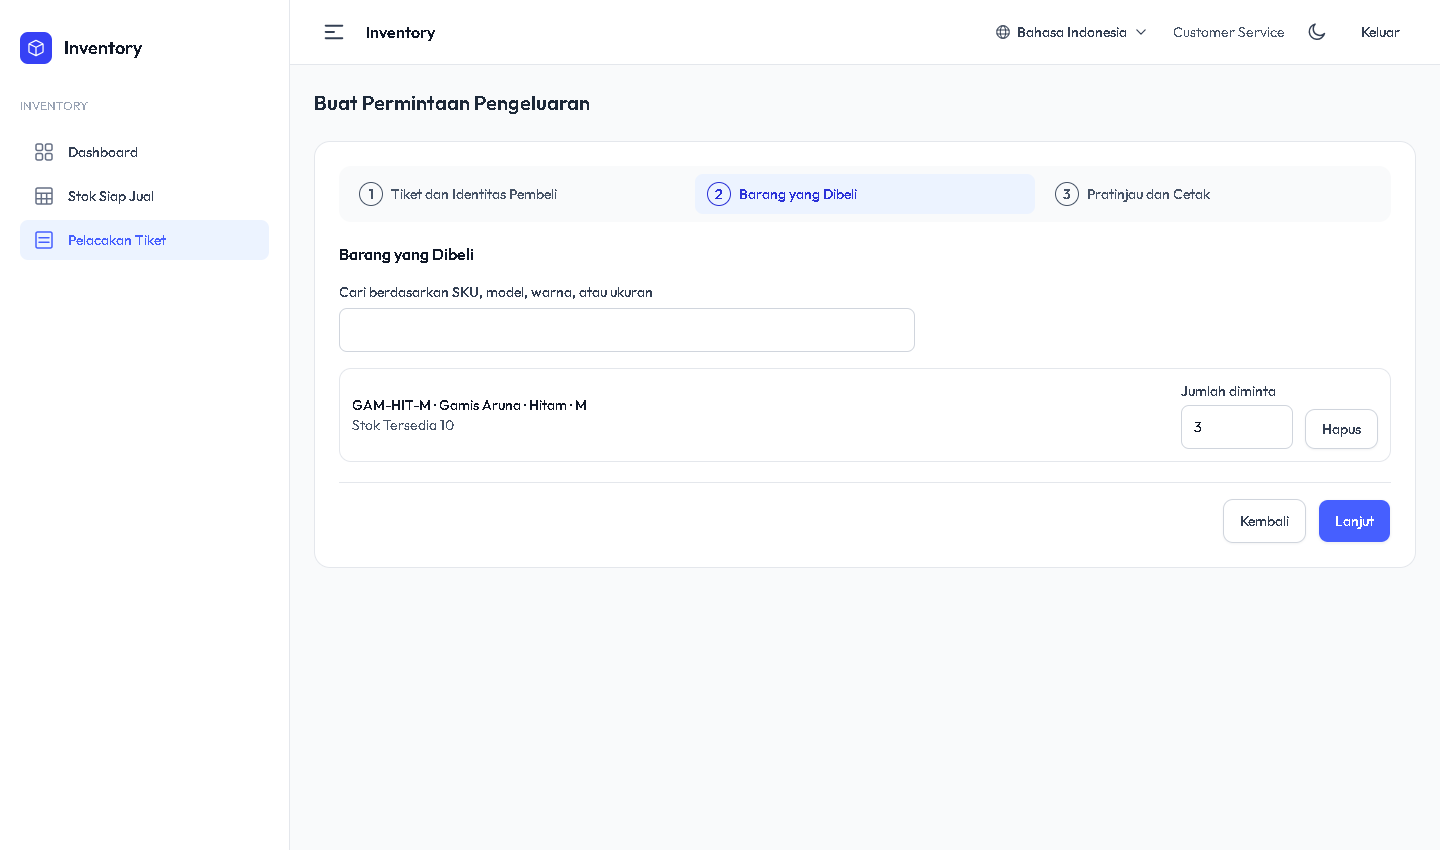 Inventory
INVENTORY
Dashboard
Stok Siap Jual
Pelacakan Tiket
Inventory
Bahasa Indonesia
Customer Service
Keluar
Buat Permintaan Pengeluaran
1 Tiket dan Identitas Pembeli
2 Barang yang Dibeli
3 Pratinjau dan Cetak
Barang yang Dibeli
Cari berdasarkan SKU, model, warna, atau ukuran
GAM-HIT-M · Gamis Aruna · Hitam · M
Stok Tersedia 10
Jumlah diminta
3
Hapus
Kembali
Lanjut